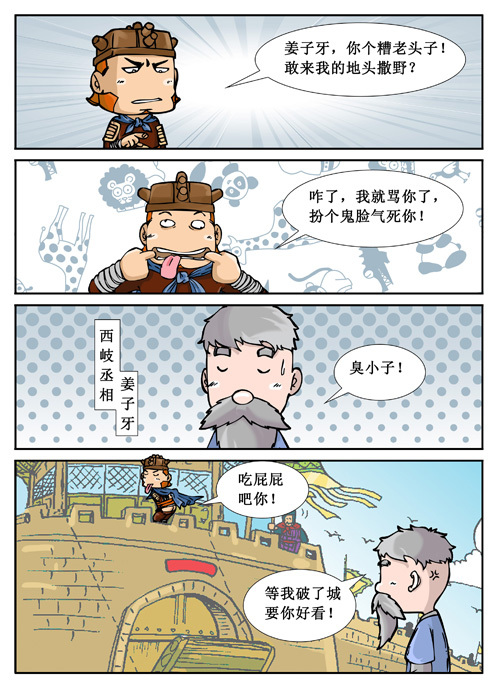 姜子牙，你个糟老头子！
敢来我的地头撒野？
咋了，我就骂你了，
扮个鬼脸气死你！
西岐丞相
姜子牙
臭小子！
吃屁屁
吧你！
等我破了城
要你好看！